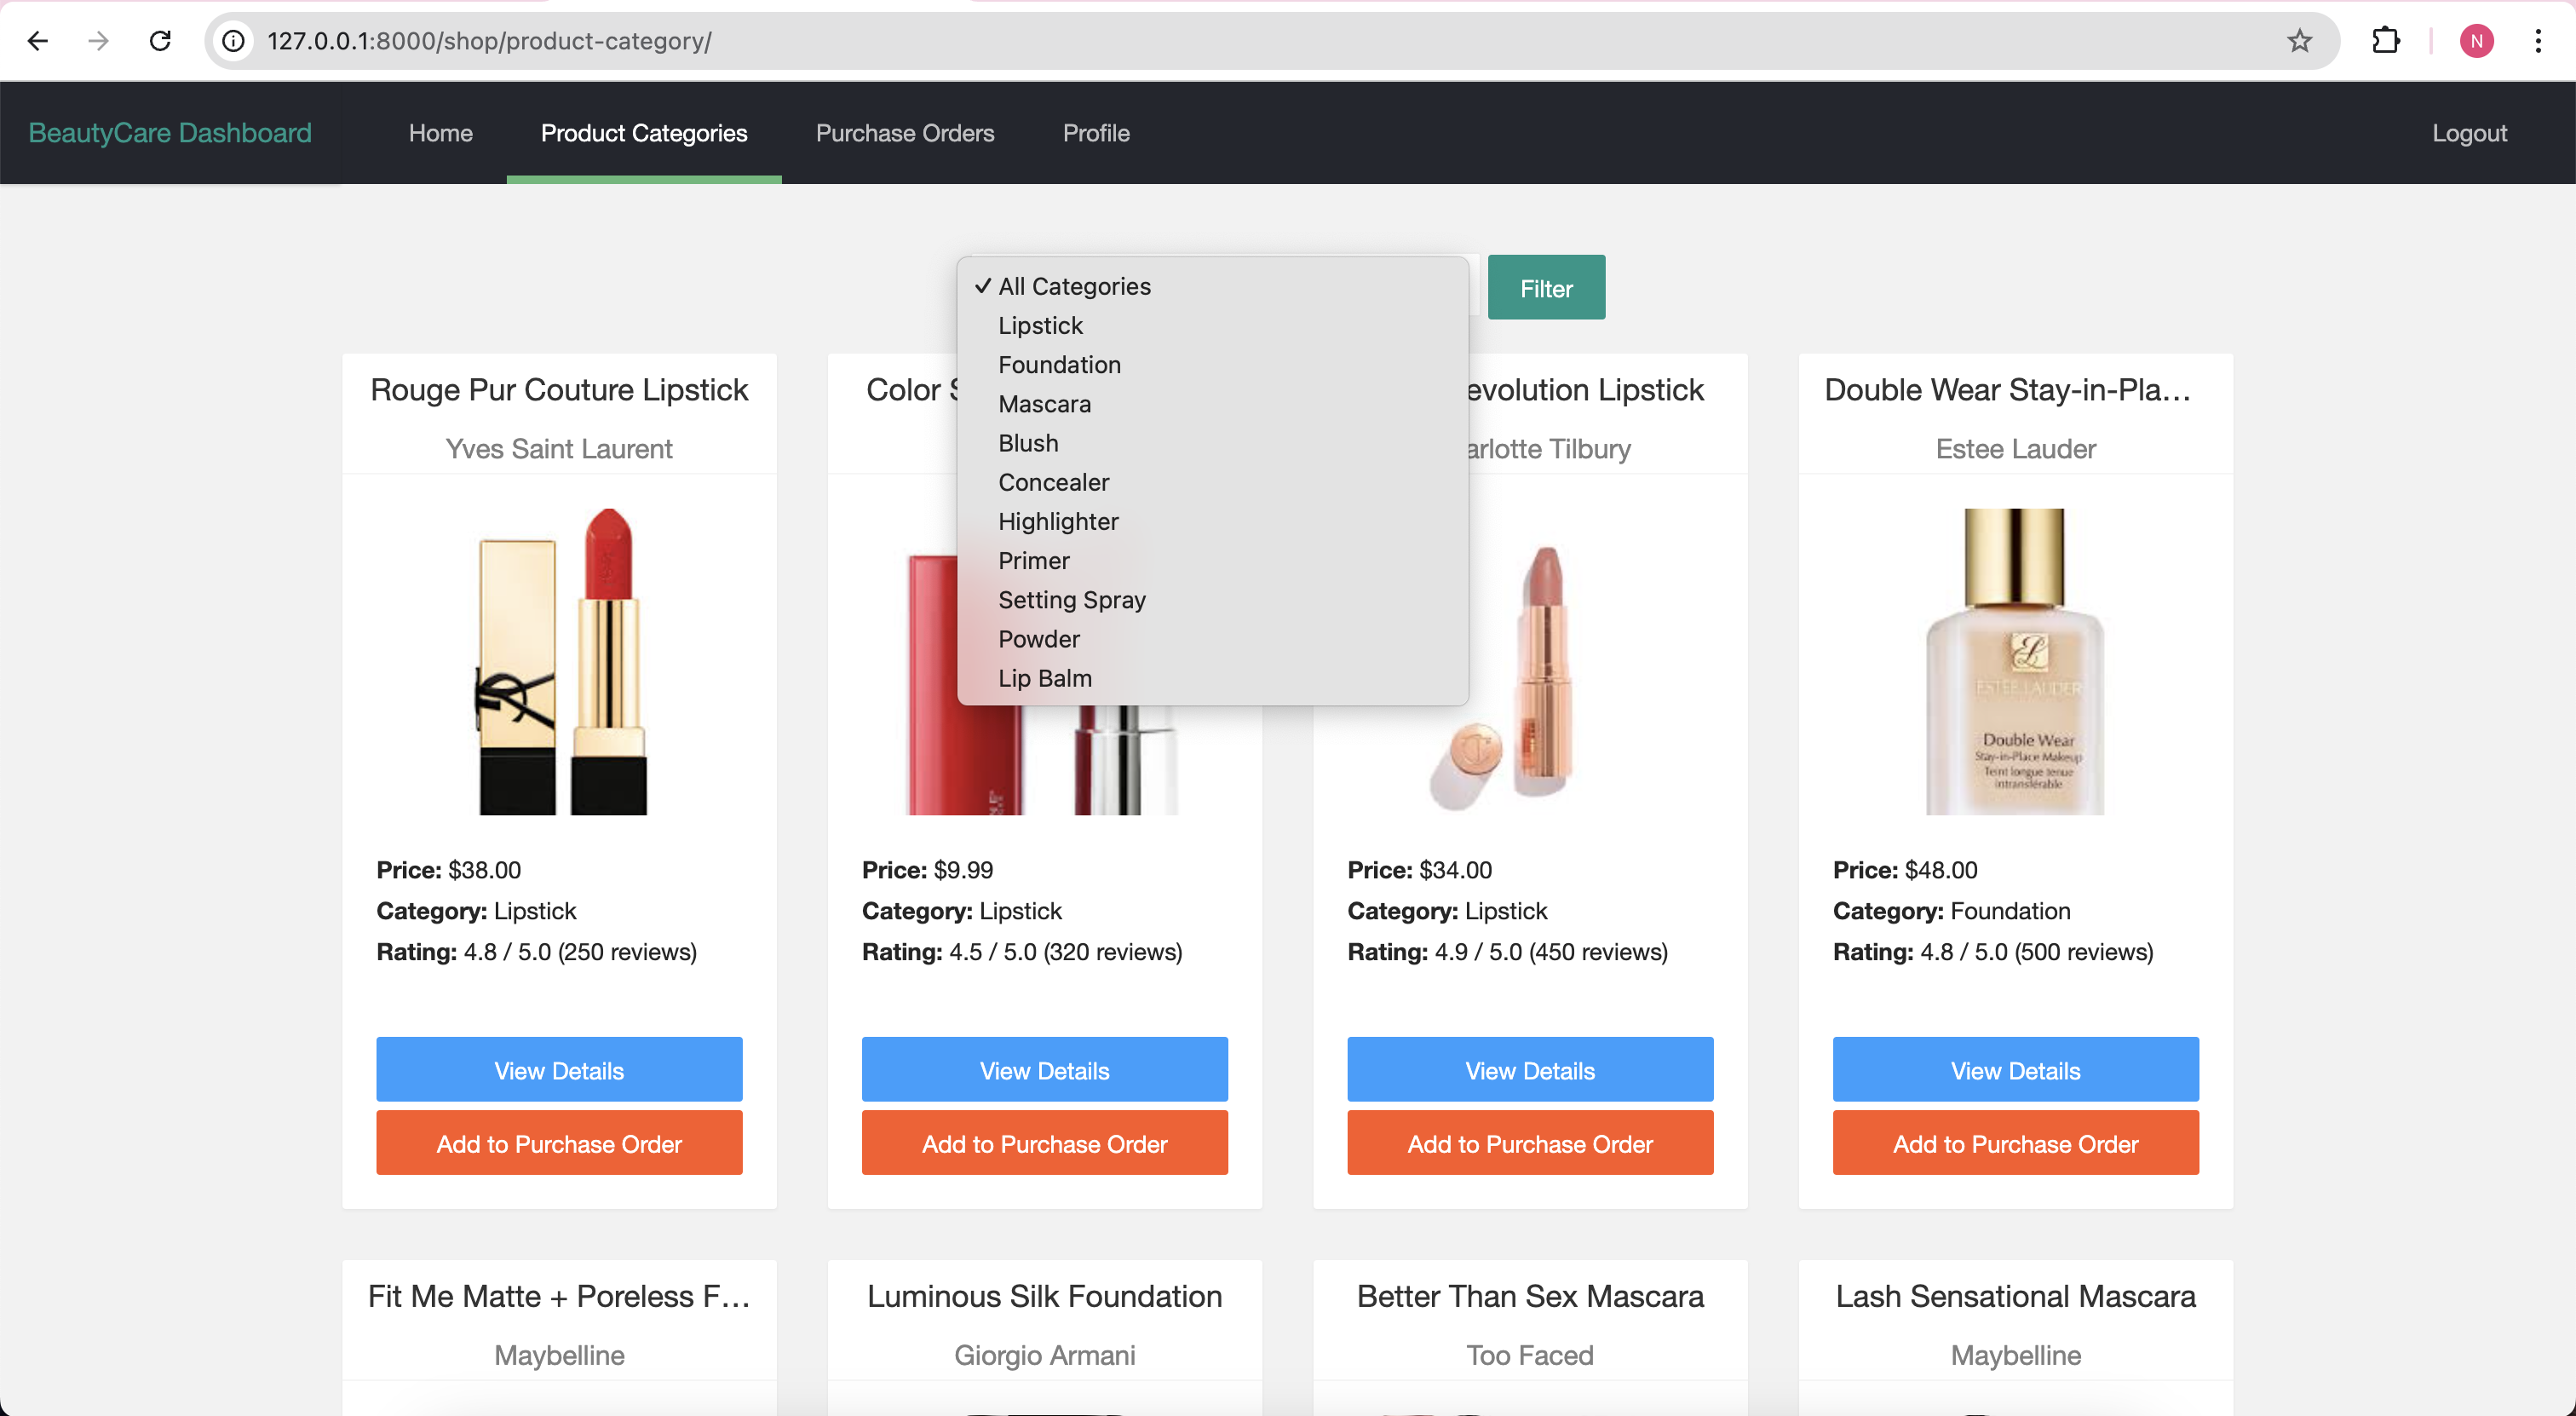 127.0.0.1:8000/shop/product-category/
N
BeautyCare Dashboard
Home
Product Categories
Purchase Orders
Profile
Logout
✓ All Categories
Lipstick
Foundation
Mascara
Blush
Concealer
Highlighter
Primer
Setting Spray
Powder
Lip Balm
Filter
Rouge Pur Couture Lipstick
Yves Saint Laurent
Price: $38.00
Category: Lipstick
Rating: 4.8 / 5.0 (250 reviews)
View Details
Add to Purchase Order
Color
Price: $9.99
Category: Lipstick
Rating: 4.5 / 5.0 (320 reviews)
View Details
Add to Purchase Order
evolution Lipstick
arlotte Tilbury
Price: $34.00
Category: Lipstick
Rating: 4.9 / 5.0 (450 reviews)
View Details
Add to Purchase Order
Double Wear Stay-in-Pla...
Estee Lauder
ESTEE LAUDER
Double Wear
Stay-in-Place Makeup
Teint longue tenue
intransférable
Price: $48.00
Category: Foundation
Rating: 4.8 / 5.0 (500 reviews)
View Details
Add to Purchase Order
Fit Me Matte + Poreless F...
Maybelline
Luminous Silk Foundation
Giorgio Armani
Better Than Sex Mascara
Too Faced
Lash Sensational Mascara
Maybelline